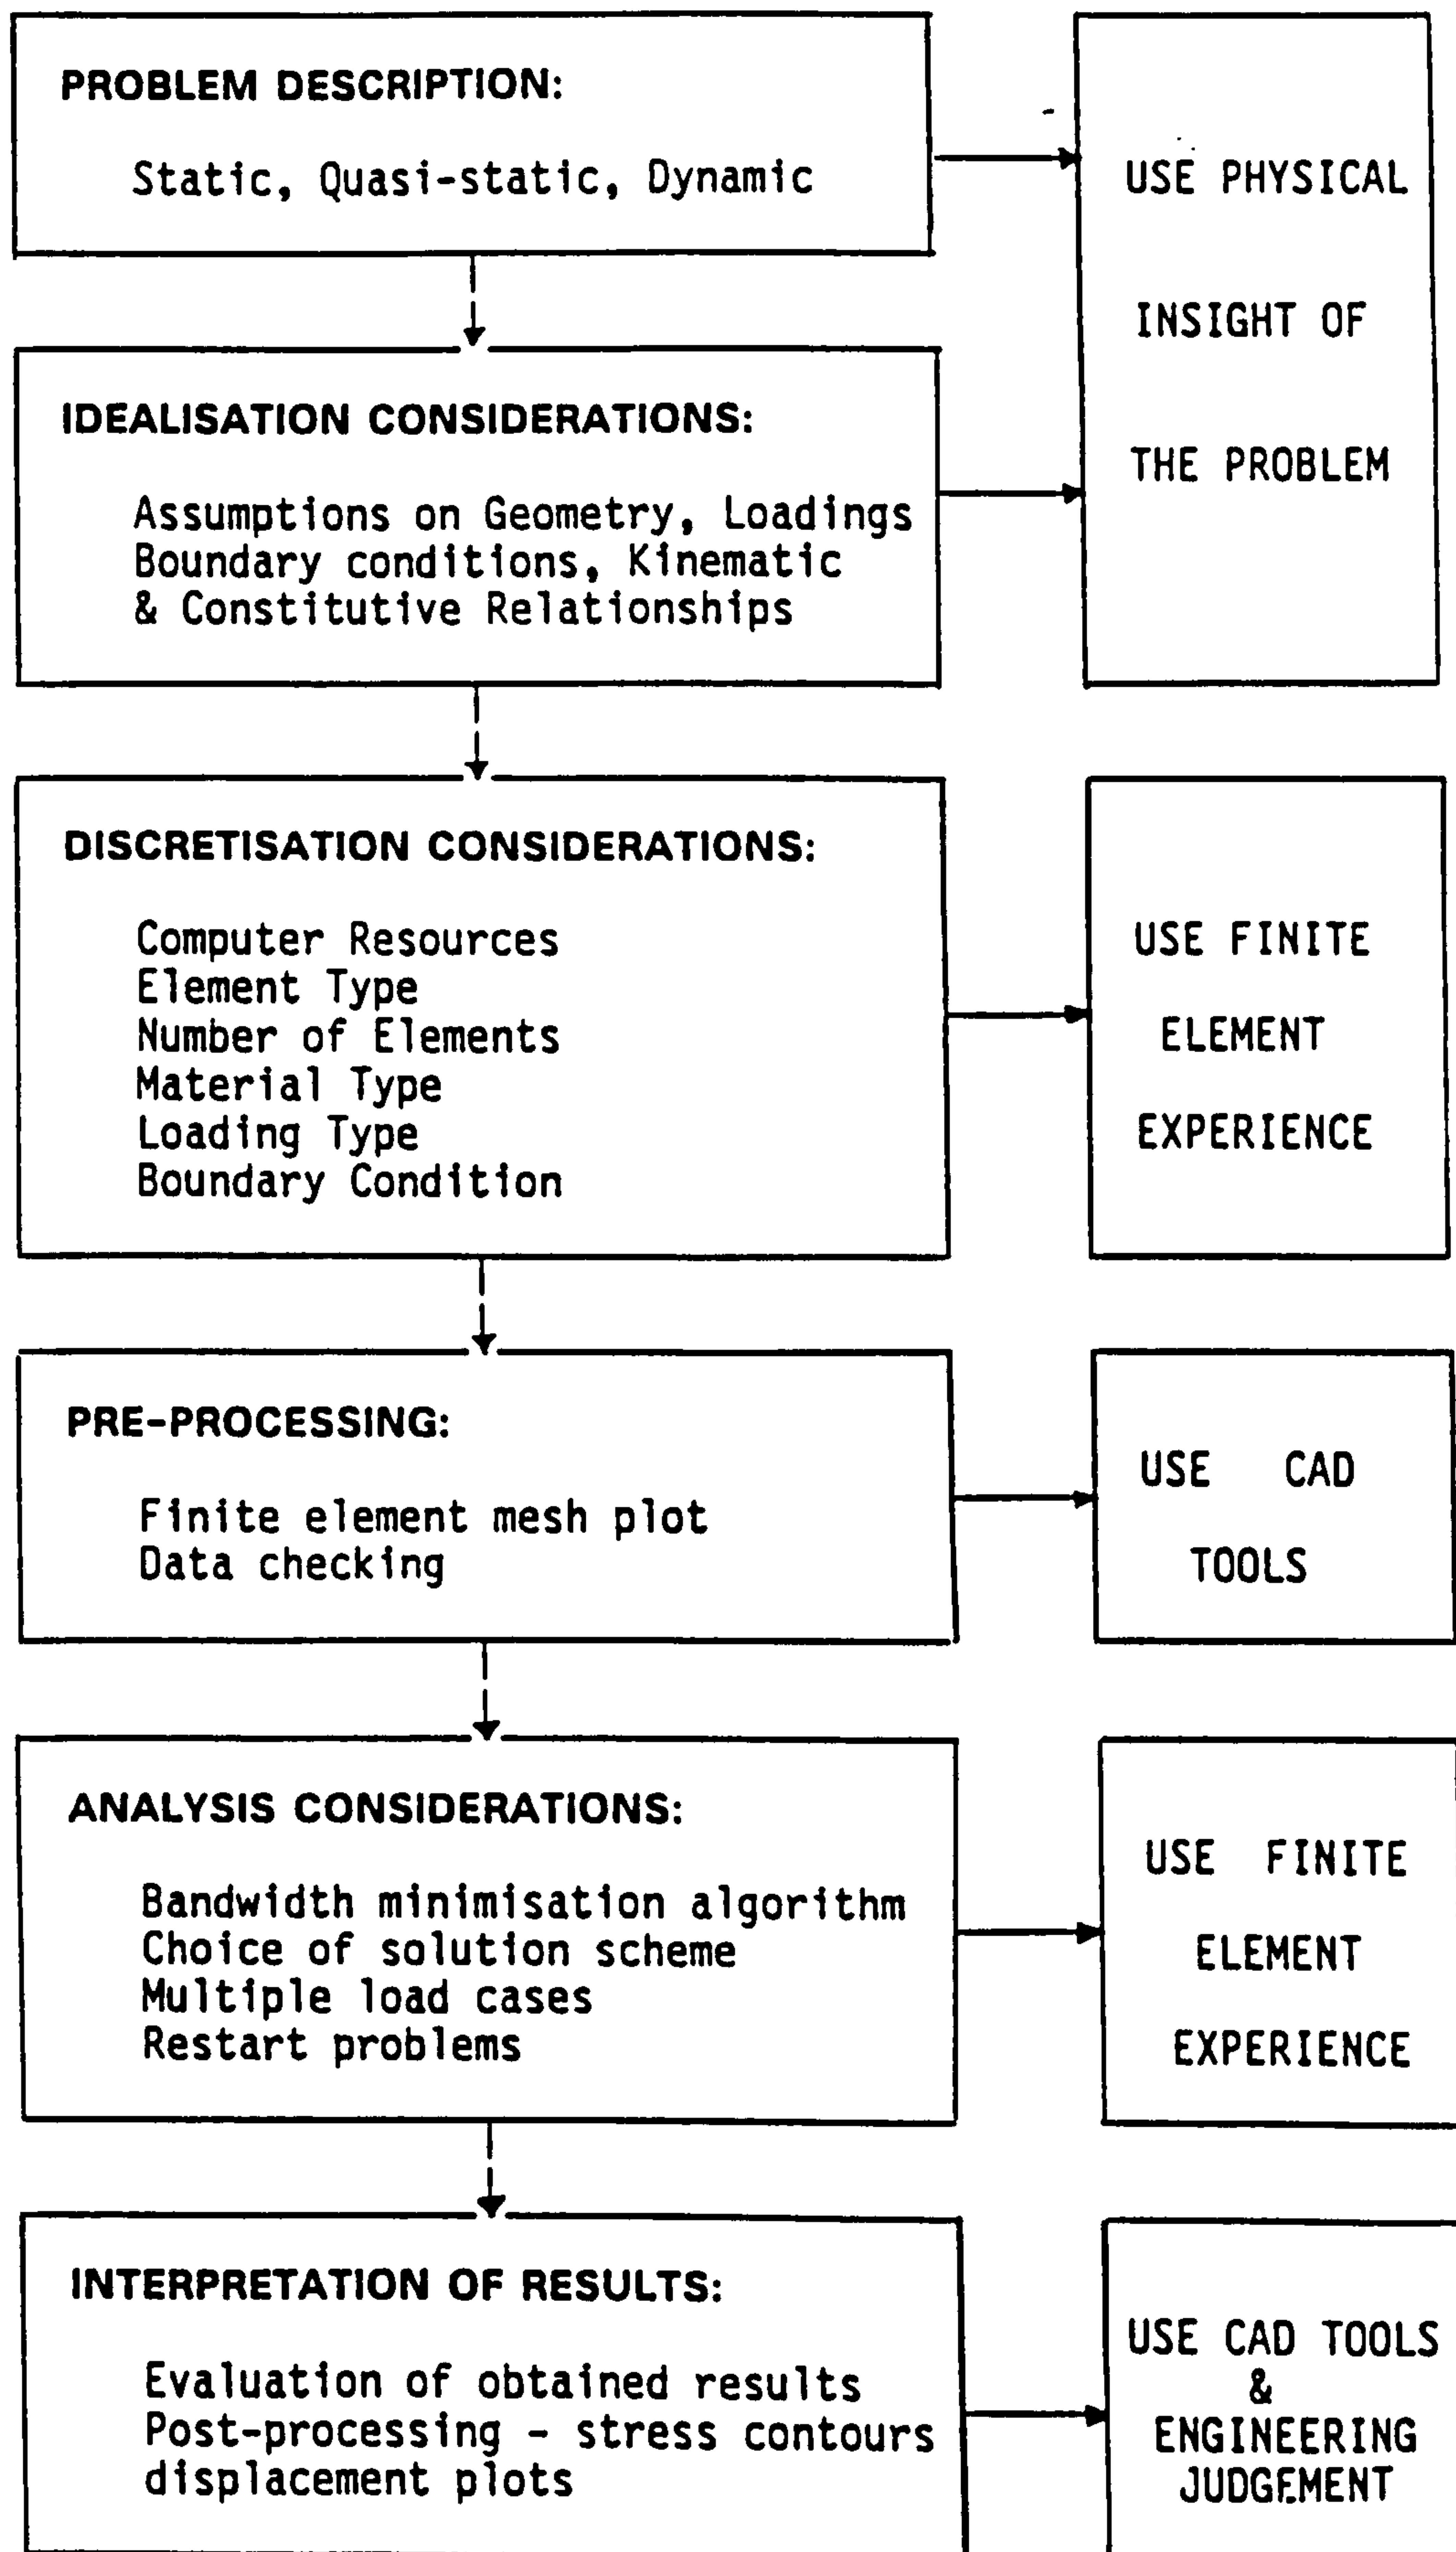 PROBLEM DESCRIPTION:
Static, Quasi-static, Dynamic
USE PHYSICAL
INSIGHT OF
THE PROBLEM
IDEALISATION CONSIDERATIONS:
Assumptions on Geometry, Loadings
Boundary conditions, Kinematic
& Constitutive Relationships
DISCRETISATION CONSIDERATIONS:
Computer Resources
Element Type
Number of Elements
Material Type
Loading Type
Boundary Condition
USE FINITE
ELEMENT
EXPERIENCE
PRE-PROCESSING:
Finite element mesh plot
Data checking
USE CAD
TOOLS
ANALYSIS CONSIDERATIONS:
Bandwidth minimisation algorithm
Choice of solution scheme
Multiple load cases
Restart problems
USE FINITE
ELEMENT
EXPERIENCE
INTERPRETATION OF RESULTS:
Evaluation of obtained results
Post-processing - stress contours
displacement plots
USE CAD TOOLS
&
ENGINEERING
JUDGEMENT